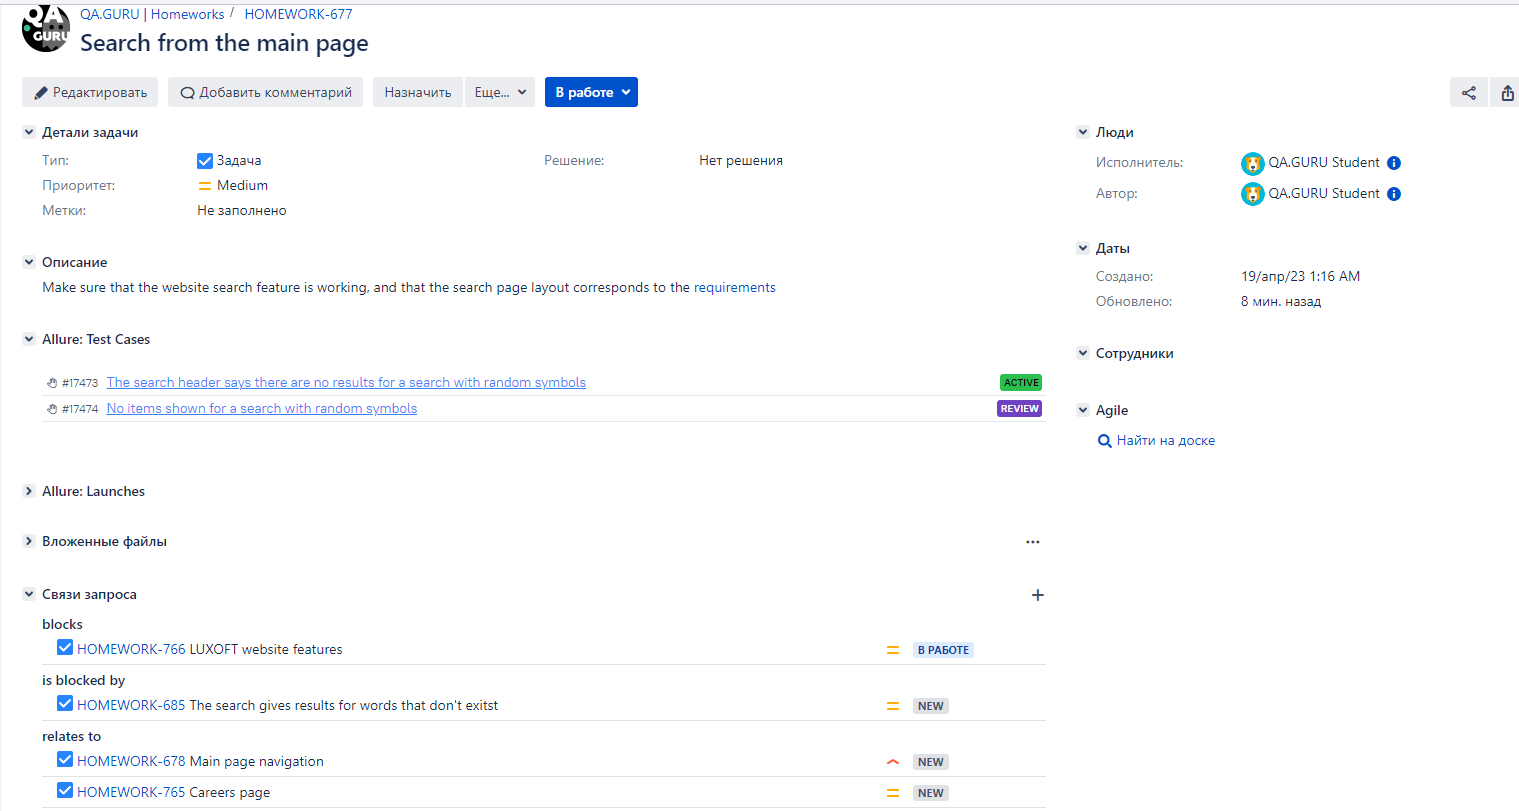 QA
GURU
QA.GURU | Homeworks / HOMEWORK-677
Search from the main page
Редактировать Добавить комментарий Назначить Еще... В работе
Детали задачи
Тип: Задача Решение: Нет решения
Приоритет: Medium
Метки: Не заполнено
Описание
Make sure that the website search feature is working, and that the search page layout corresponds to the requirements
Allure: Test Cases
#17473 The search header says there are no results for a search with random symbols ACTIVE
#17474 No items shown for a search with random symbols REVIEW
Allure: Launches
Вложенные файлы
Связи запроса
blocks
HOMEWORK-766 LUXOFT website features В РАБОТЕ
is blocked by
HOMEWORK-685 The search gives results for words that don't exitst NEW
relates to
HOMEWORK-678 Main page navigation NEW
HOMEWORK-765 Careers page NEW
Люди
Исполнитель: QA.GURU Student
Автор: QA.GURU Student
Даты
Создано: 19/апр/23 1:16 AM
Обновлено: 8 мин. назад
Сотрудники
Agile
Найти на доске